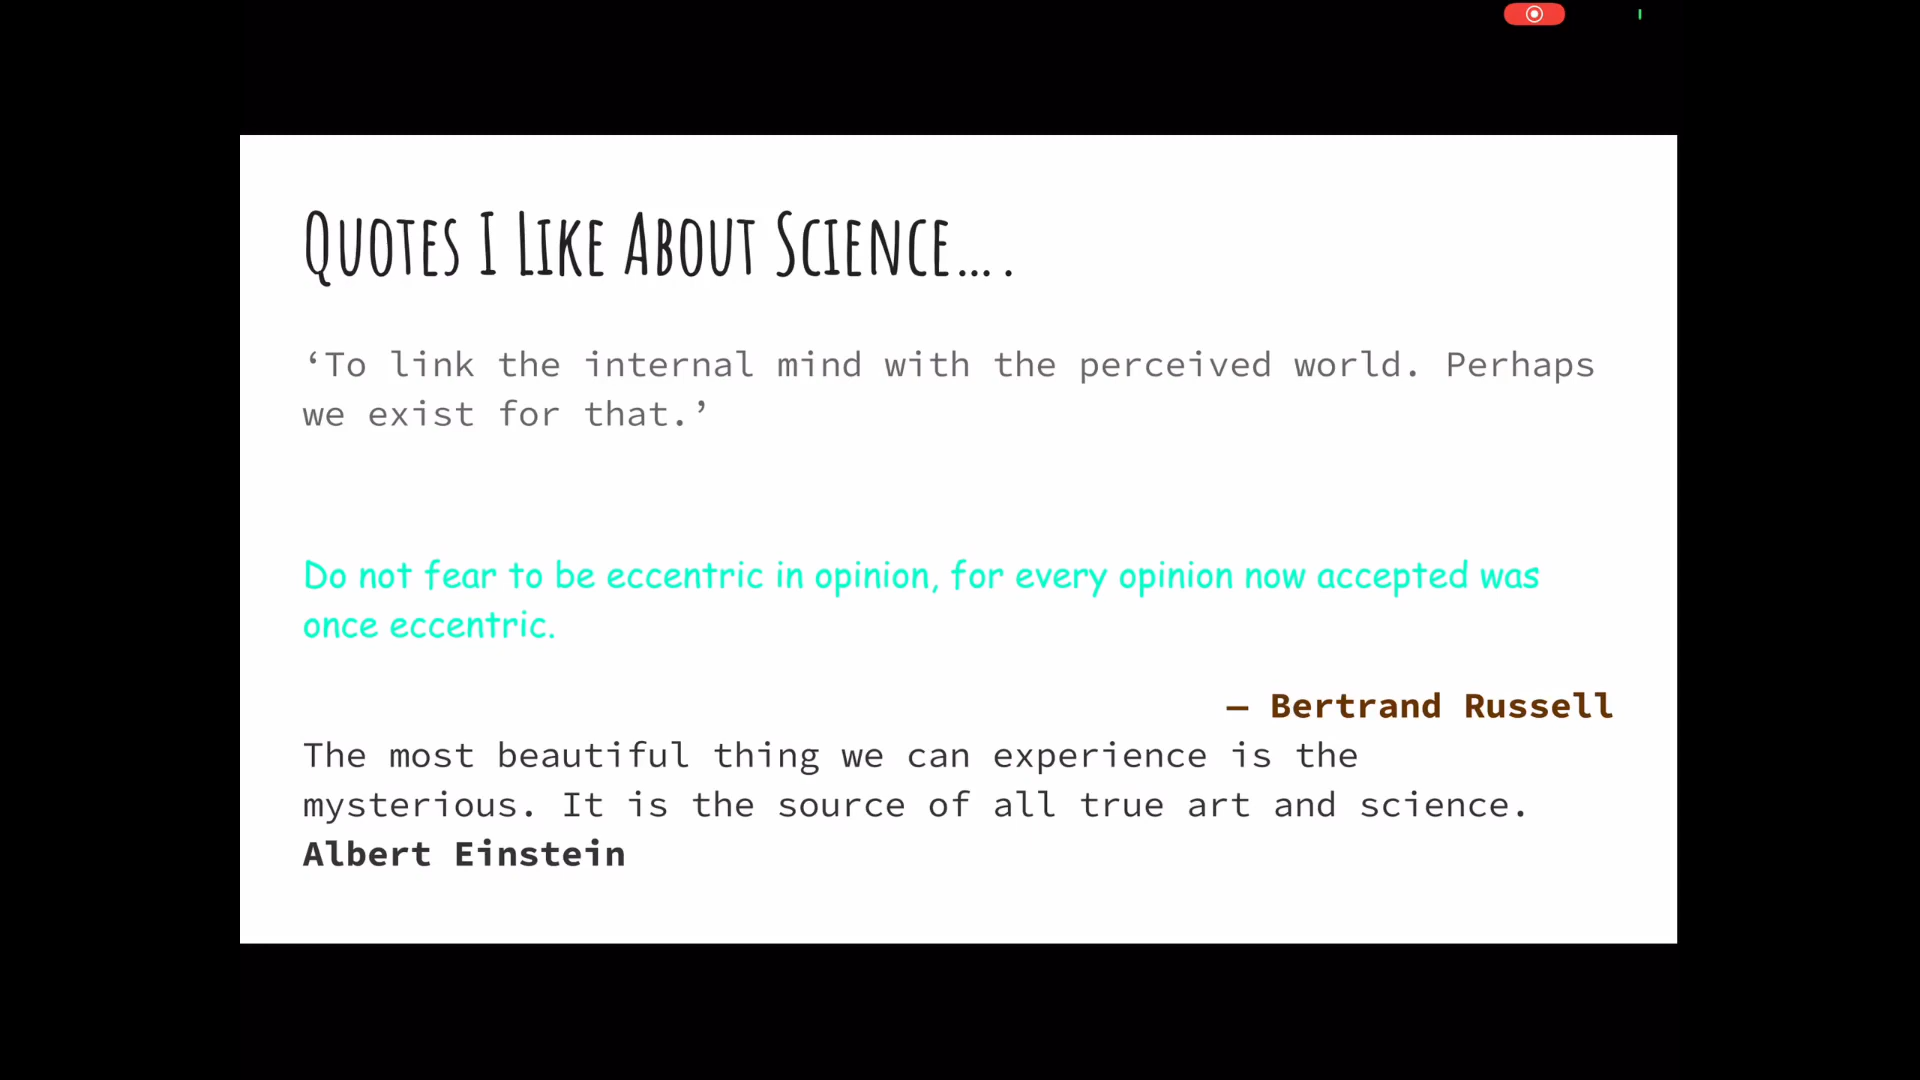 Quotes I Like About Science….
‘To link the internal mind with the perceived world. Perhaps
we exist for that.’
Do not fear to be eccentric in opinion, for every opinion now accepted was
once eccentric.
— Bertrand Russell
The most beautiful thing we can experience is the
mysterious. It is the source of all true art and science.
Albert Einstein